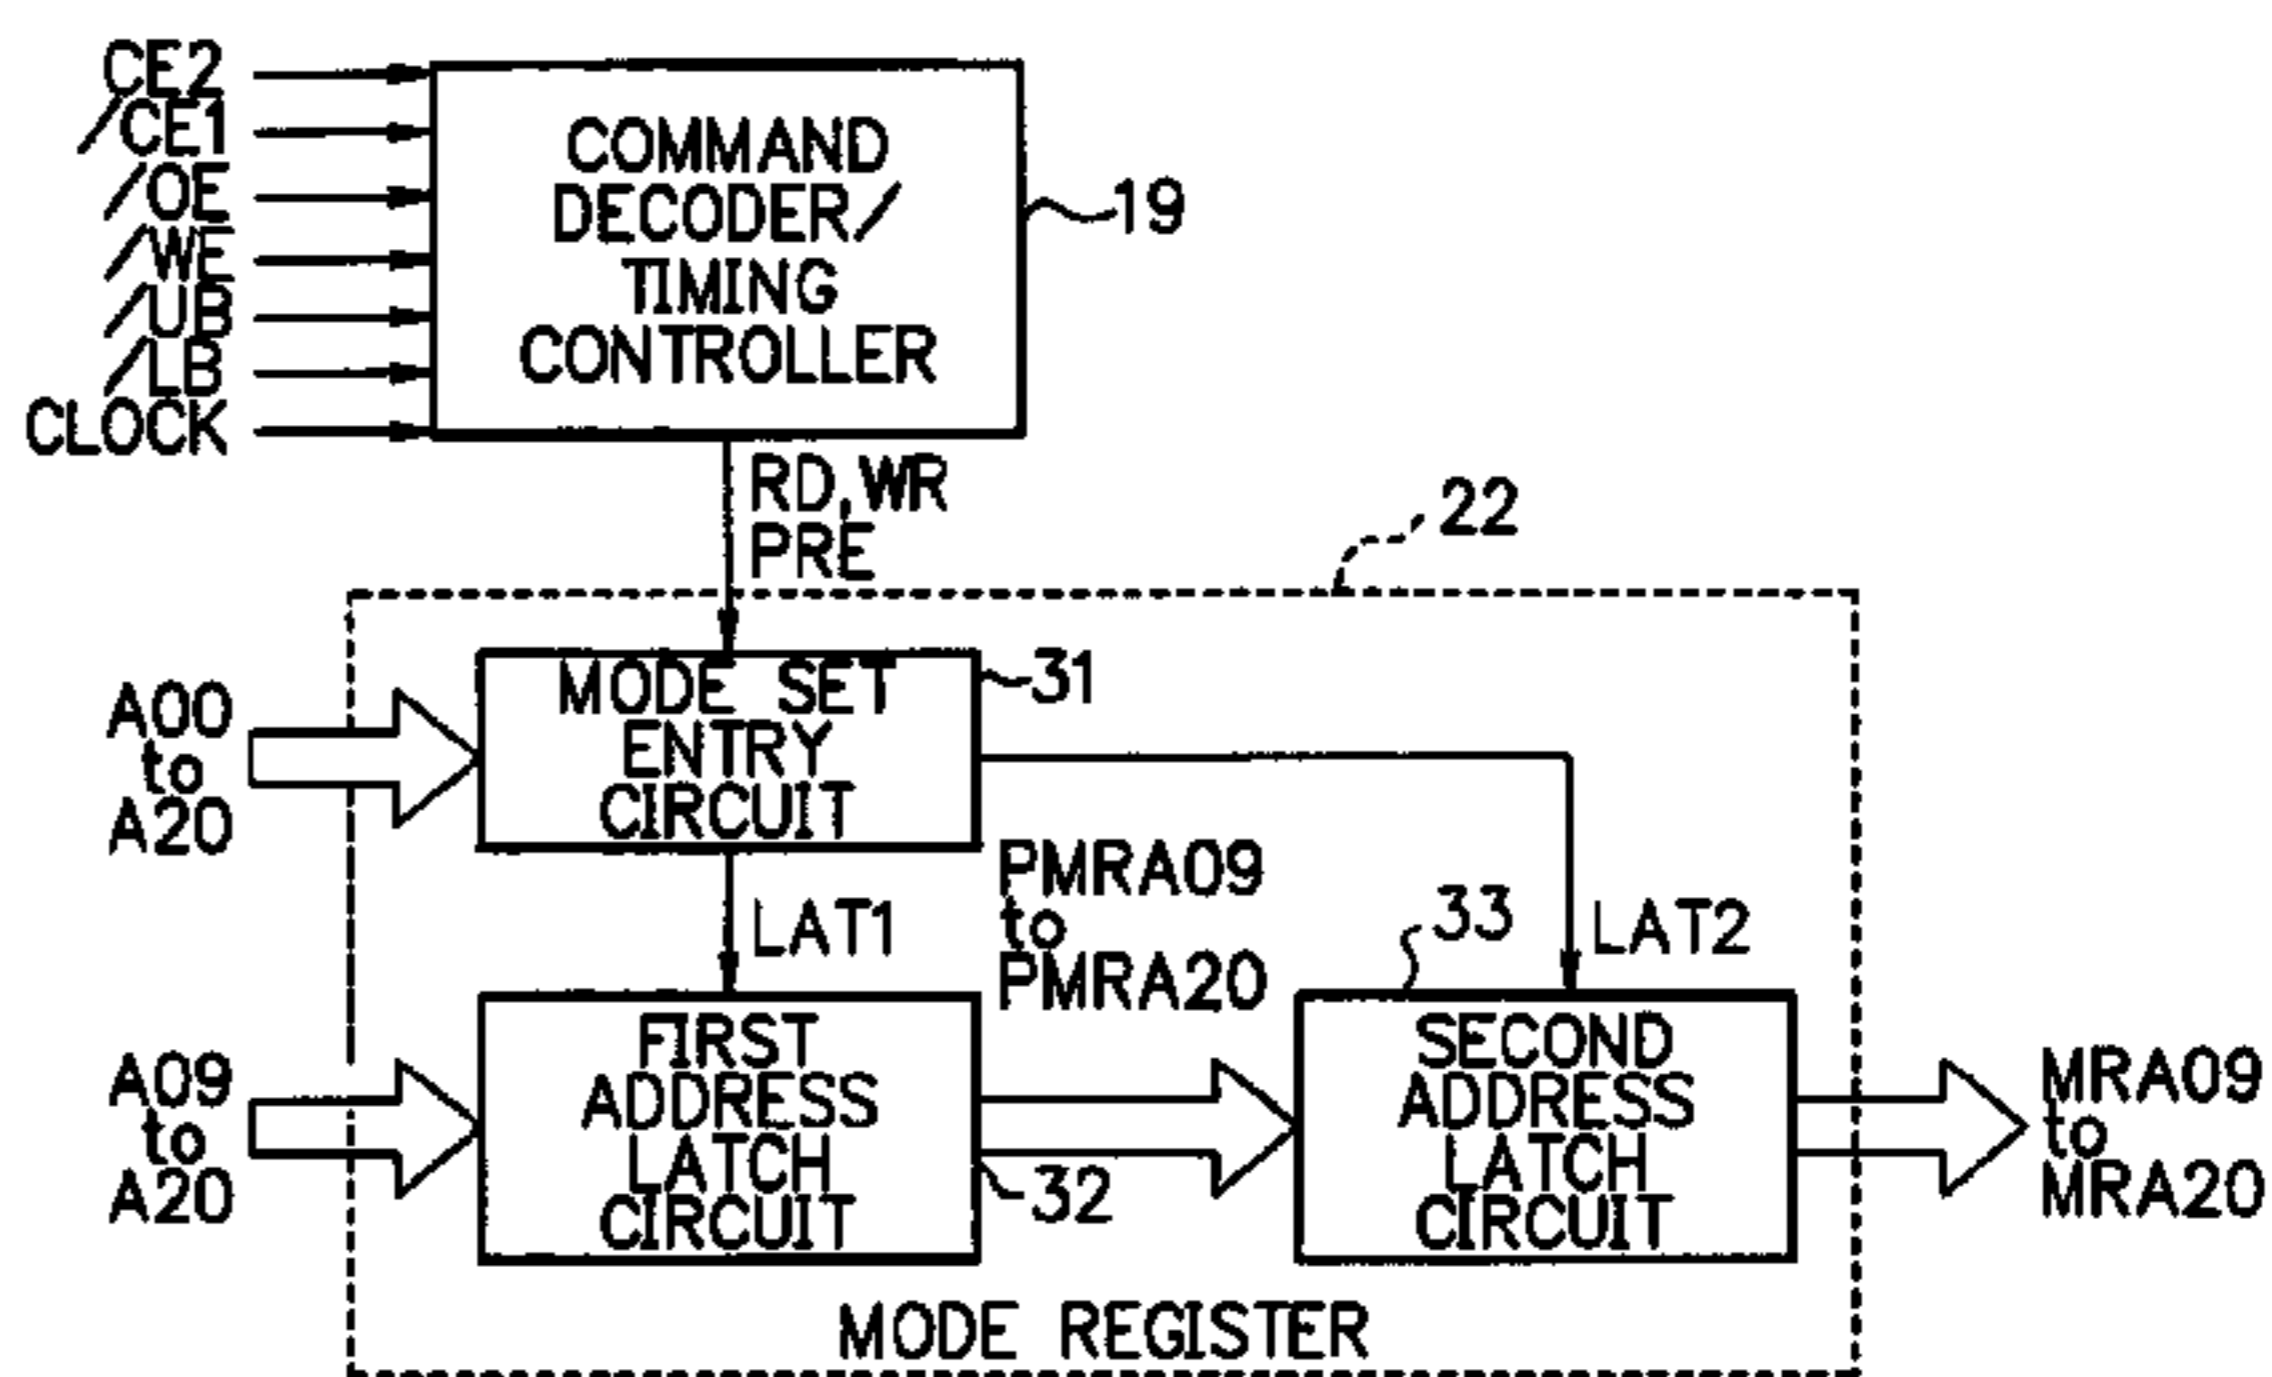 CE2
/CE1
/OE
/WE
/UB
/LB
CLOCK
COMMAND
DECODER/
TIMING
CONTROLLER
19
RD,WR
PRE
22
A00
to
A20
MODE SET
ENTRY
CIRCUIT
31
LAT1
PMRA09
to
PMRA20
33
LAT2
A09
to
A20
FIRST
ADDRESS
LATCH
CIRCUIT
32
SECOND
ADDRESS
LATCH
CIRCUIT
MRA09
to
MRA20
MODE REGISTER